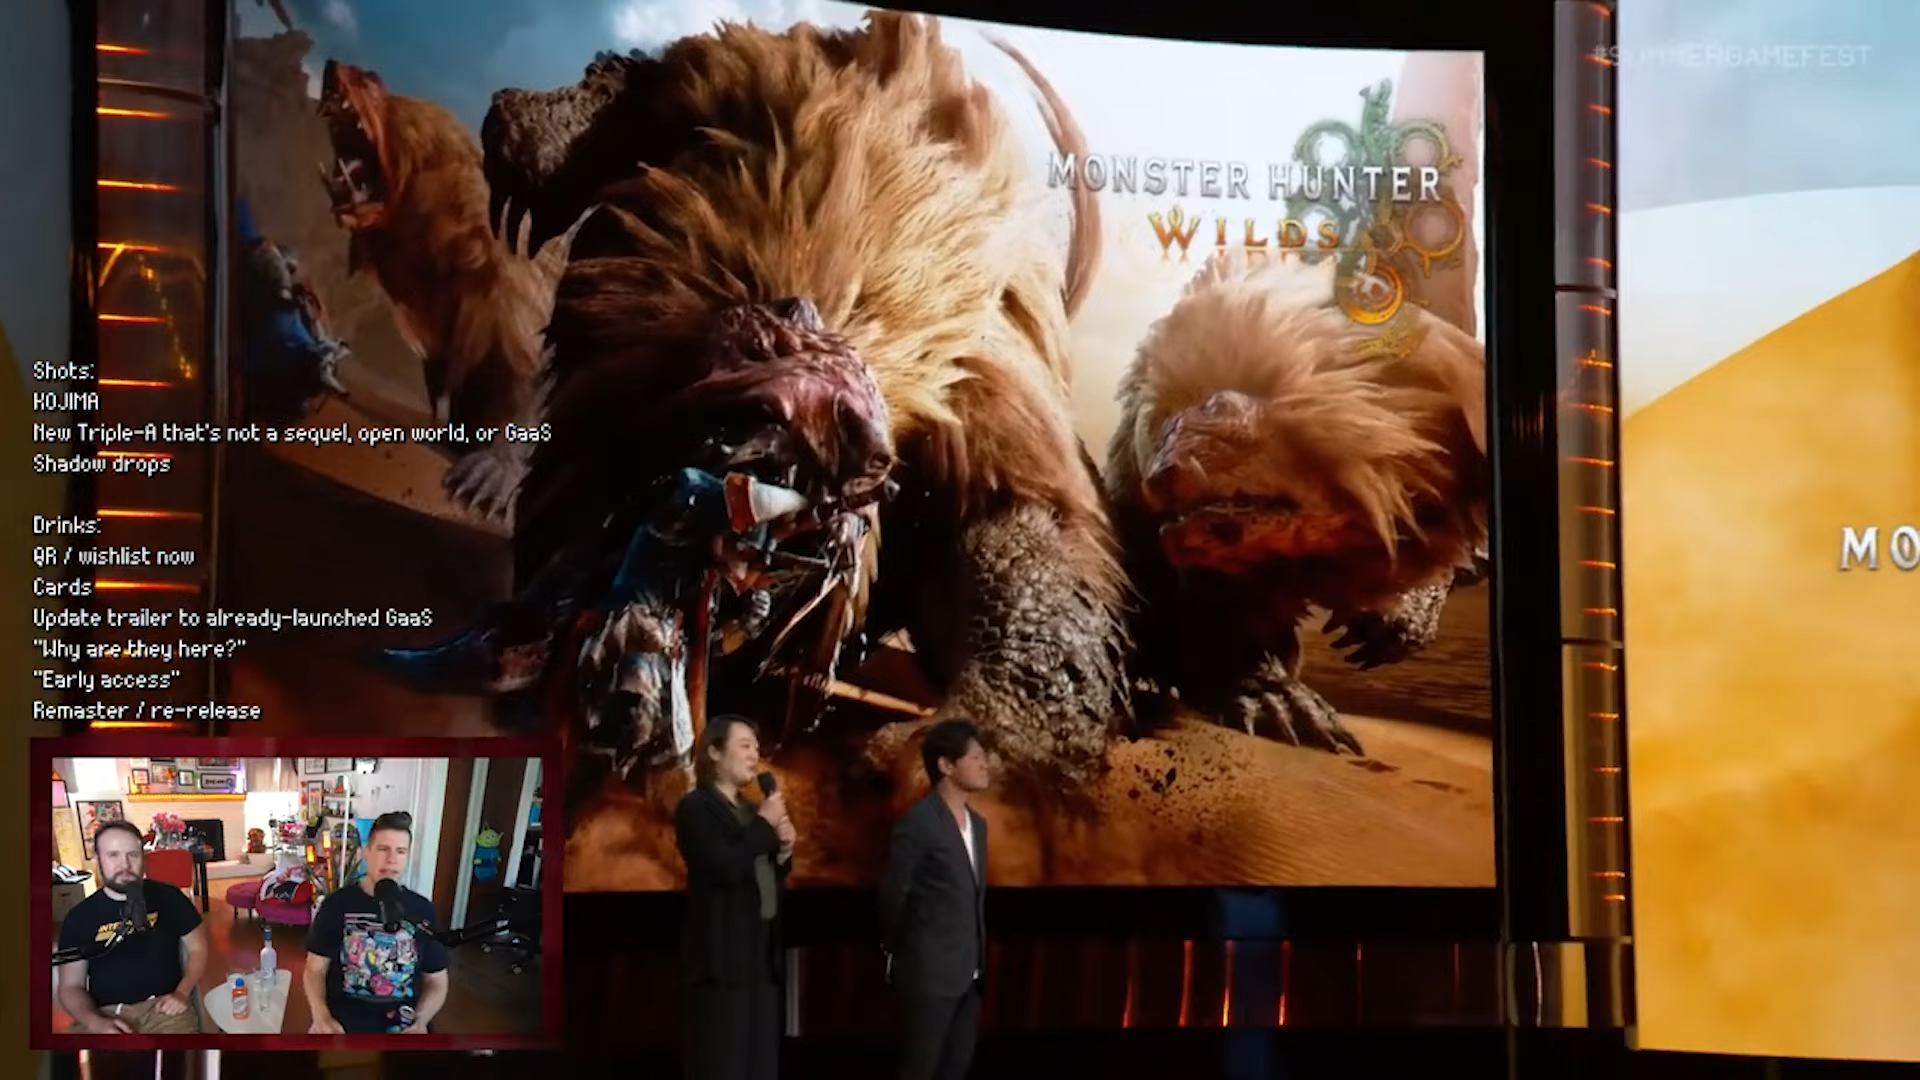 #SUMMERGAMEFEST
MONSTER HUNTER
WILDS
Shots:
KOJIMA
New Triple-A that's not a sequel, open world, or GaaS
Shadow drops
Drinks:
QR / wishlist now
Cards
Update trailer to already-launched GaaS
"Why are they here?"
"Early access"
Remaster / re-release
MO